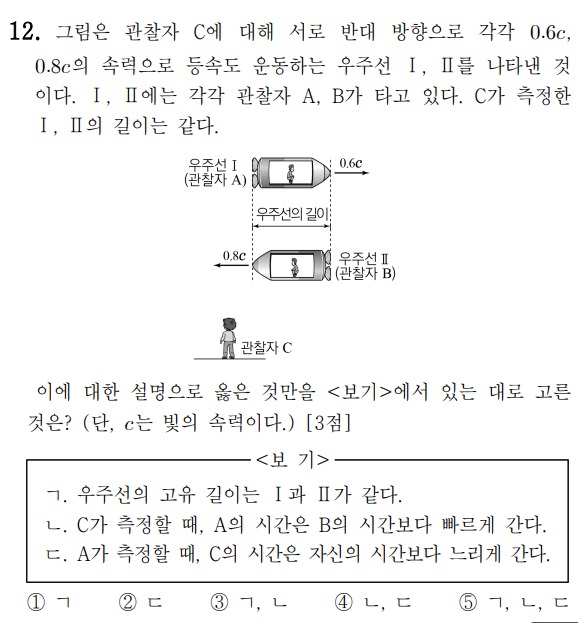 12. 그림은 관찰자 C에 대해 서로 반대 방향으로 각각 0.6c,
0.8c의 속력으로 등속도 운동하는 우주선 Ⅰ, Ⅱ를 나타낸 것
이다. Ⅰ, Ⅱ에는 각각 관찰자 A, B가 타고 있다. C가 측정한
Ⅰ, Ⅱ의 길이는 같다.
우주선 Ⅰ
(관찰자 A)
0.6c
우주선의 길이
0.8c
우주선 Ⅱ
(관찰자 B)
관찰자 C
이에 대한 설명으로 옳은 것만을 <보기>에서 있는 대로 고른
것은? (단, c는 빛의 속력이다.) [3점]
<보 기>
ㄱ. 우주선의 고유 길이는 Ⅰ과 Ⅱ가 같다.
ㄴ. C가 측정할 때, A의 시간은 B의 시간보다 빠르게 간다.
ㄷ. A가 측정할 때, C의 시간은 자신의 시간보다 느리게 간다.
① ㄱ ② ㄷ ③ ㄱ, ㄴ ④ ㄴ, ㄷ ⑤ ㄱ, ㄴ, ㄷ